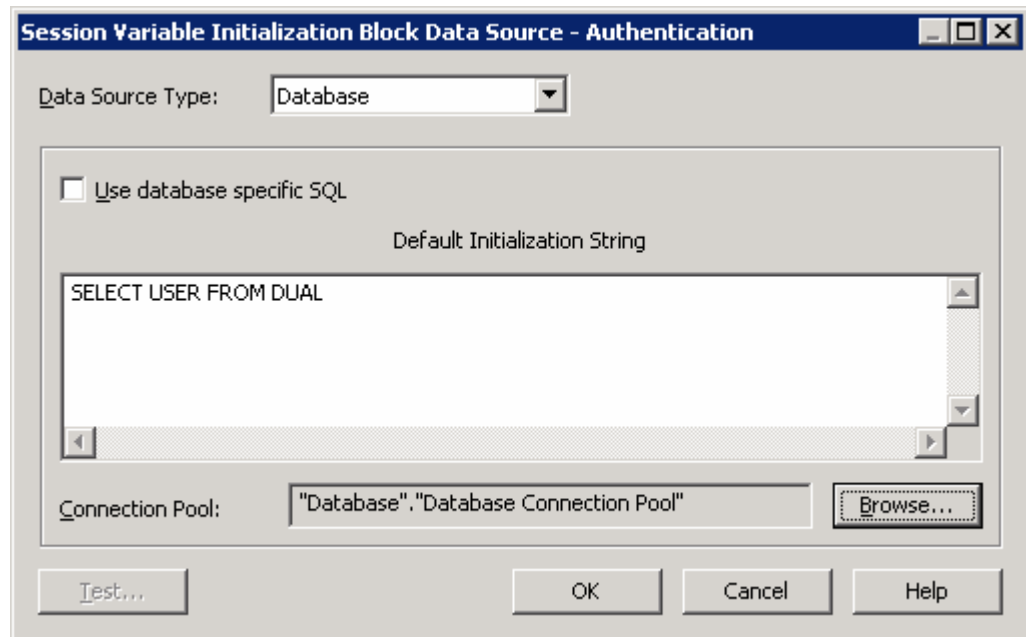 Session Variable Initialization Block Data Source - Authentication
Data Source Type: Database
Use database specific SQL
Default Initialization String
SELECT USER FROM DUAL
Connection Pool: "Database"."Database Connection Pool" Browse...
Test... OK Cancel Help